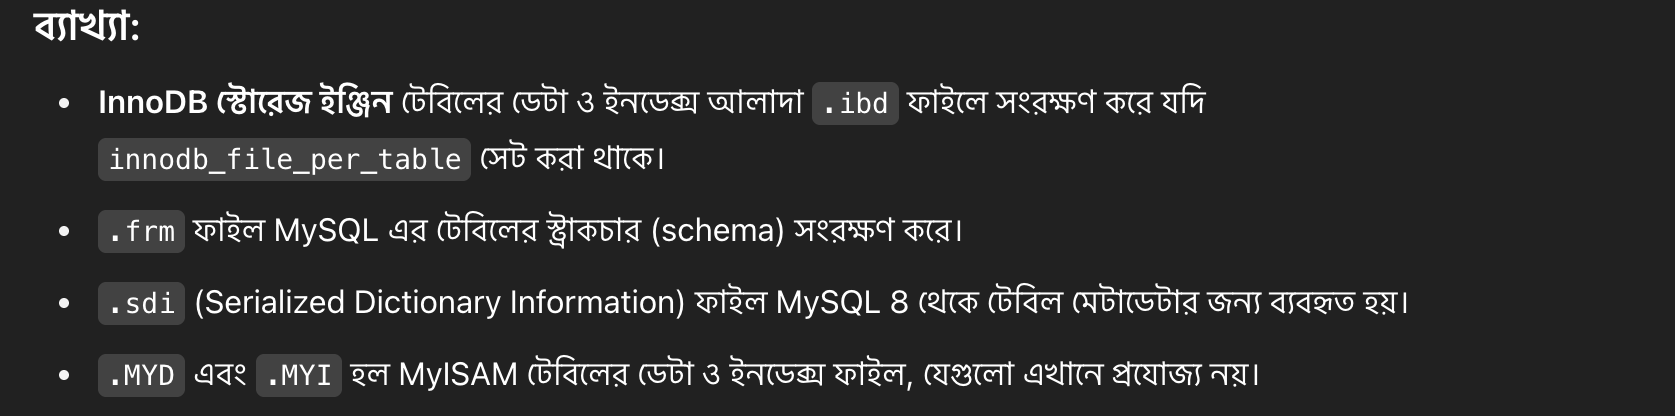 ব্যাখ্যা:
• InnoDB স্টোরেজ ইঞ্জিন টেবিলের ডেটা ও ইনডেক্স আলাদা .ibd ফাইলে সংরক্ষণ করে যদি
innodb_file_per_table সেট করা থাকে।
• .frm ফাইল MySQL এর টেবিলের স্ট্রাকচার (schema) সংরক্ষণ করে।
• .sdi (Serialized Dictionary Information) ফাইল MySQL 8 থেকে টেবিল মেটাডেটার জন্য ব্যবহৃত হয়।
• .MYD এবং .MYI হল MyISAM টেবিলের ডেটা ও ইনডেক্স ফাইল, যেগুলো এখানে প্রযোজ্য নয়।